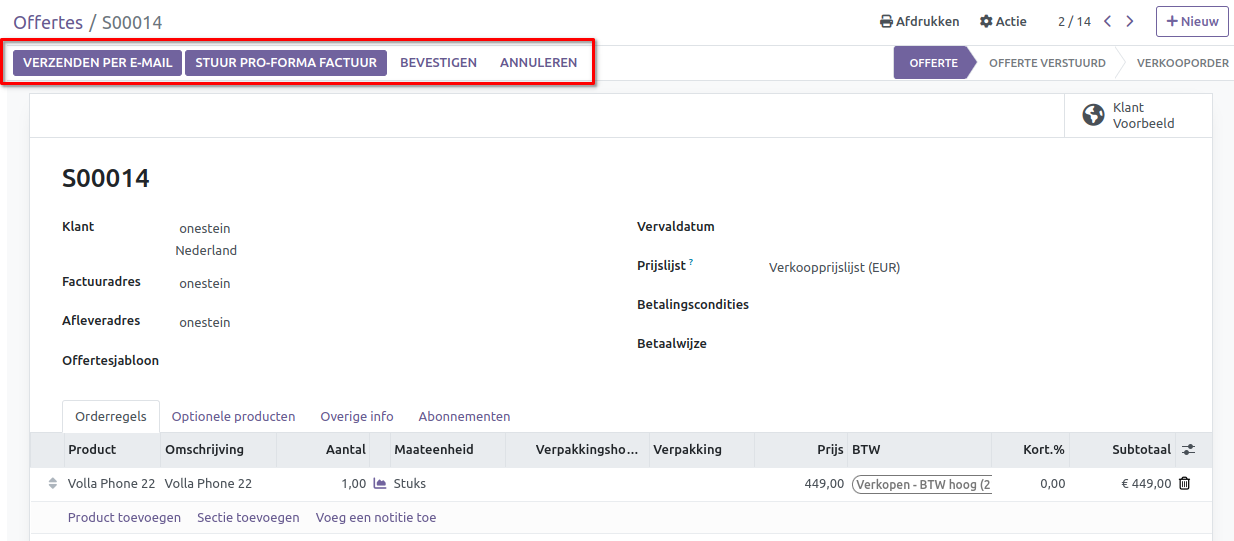 Offertes / S00014
Afdrukken Actie 2 / 14 Nieuw
VERZENDEN PER E-MAIL STUUR PRO-FORMA FACTUUR BEVESTIGEN ANNULEREN
OFFERTE OFFERTE VERSTUURD VERKOOPORDER
Klant
Voorbeeld
S00014
Klant onestein
Nederland
Factuuradres onestein
Afleveradres onestein
Offertesjabloon
Vervaldatum
Prijslijst ? Verkoopprijslijst (EUR)
Betalingscondities
Betaalwijze
Orderregels Optionele producten Overige info Abonnementen
Product Omschrijving Aantal Maateenheid Verpakkingsho... Verpakking Prijs BTW Kort.% Subtotaal
Volla Phone 22 Volla Phone 22 1,00 Stuks 449,00 Verkopen - BTW hoog (2 0,00 € 449,00
Product toevoegen Sectie toevoegen Voeg een notitie toe